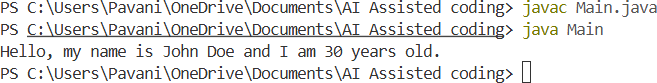 PS C:\Users\Pavani\OneDrive\Documents\AI Assisted coding> javac Main.java
PS C:\Users\Pavani\OneDrive\Documents\AI Assisted coding> java Main
Hello, my name is John Doe and I am 30 years old.
PS C:\Users\Pavani\OneDrive\Documents\AI Assisted coding>